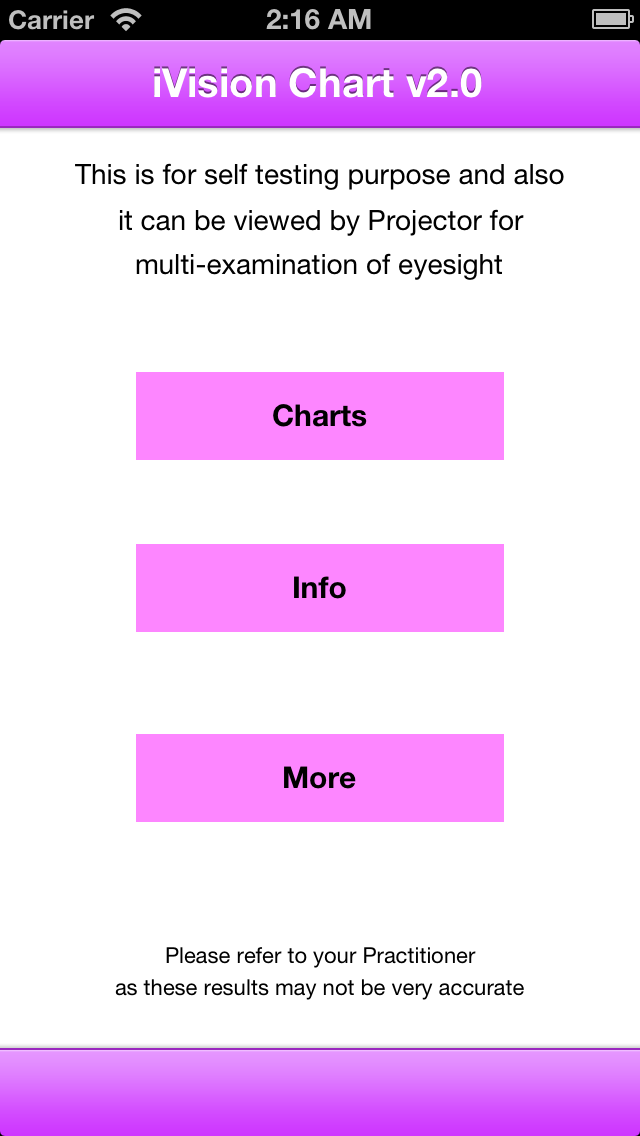 Carrier 2:16 AM
iVision Chart v2.0
This is for self testing purpose and also
it can be viewed by Projector for
multi-examination of eyesight
Charts
Info
More
Please refer to your Practitioner
as these results may not be very accurate